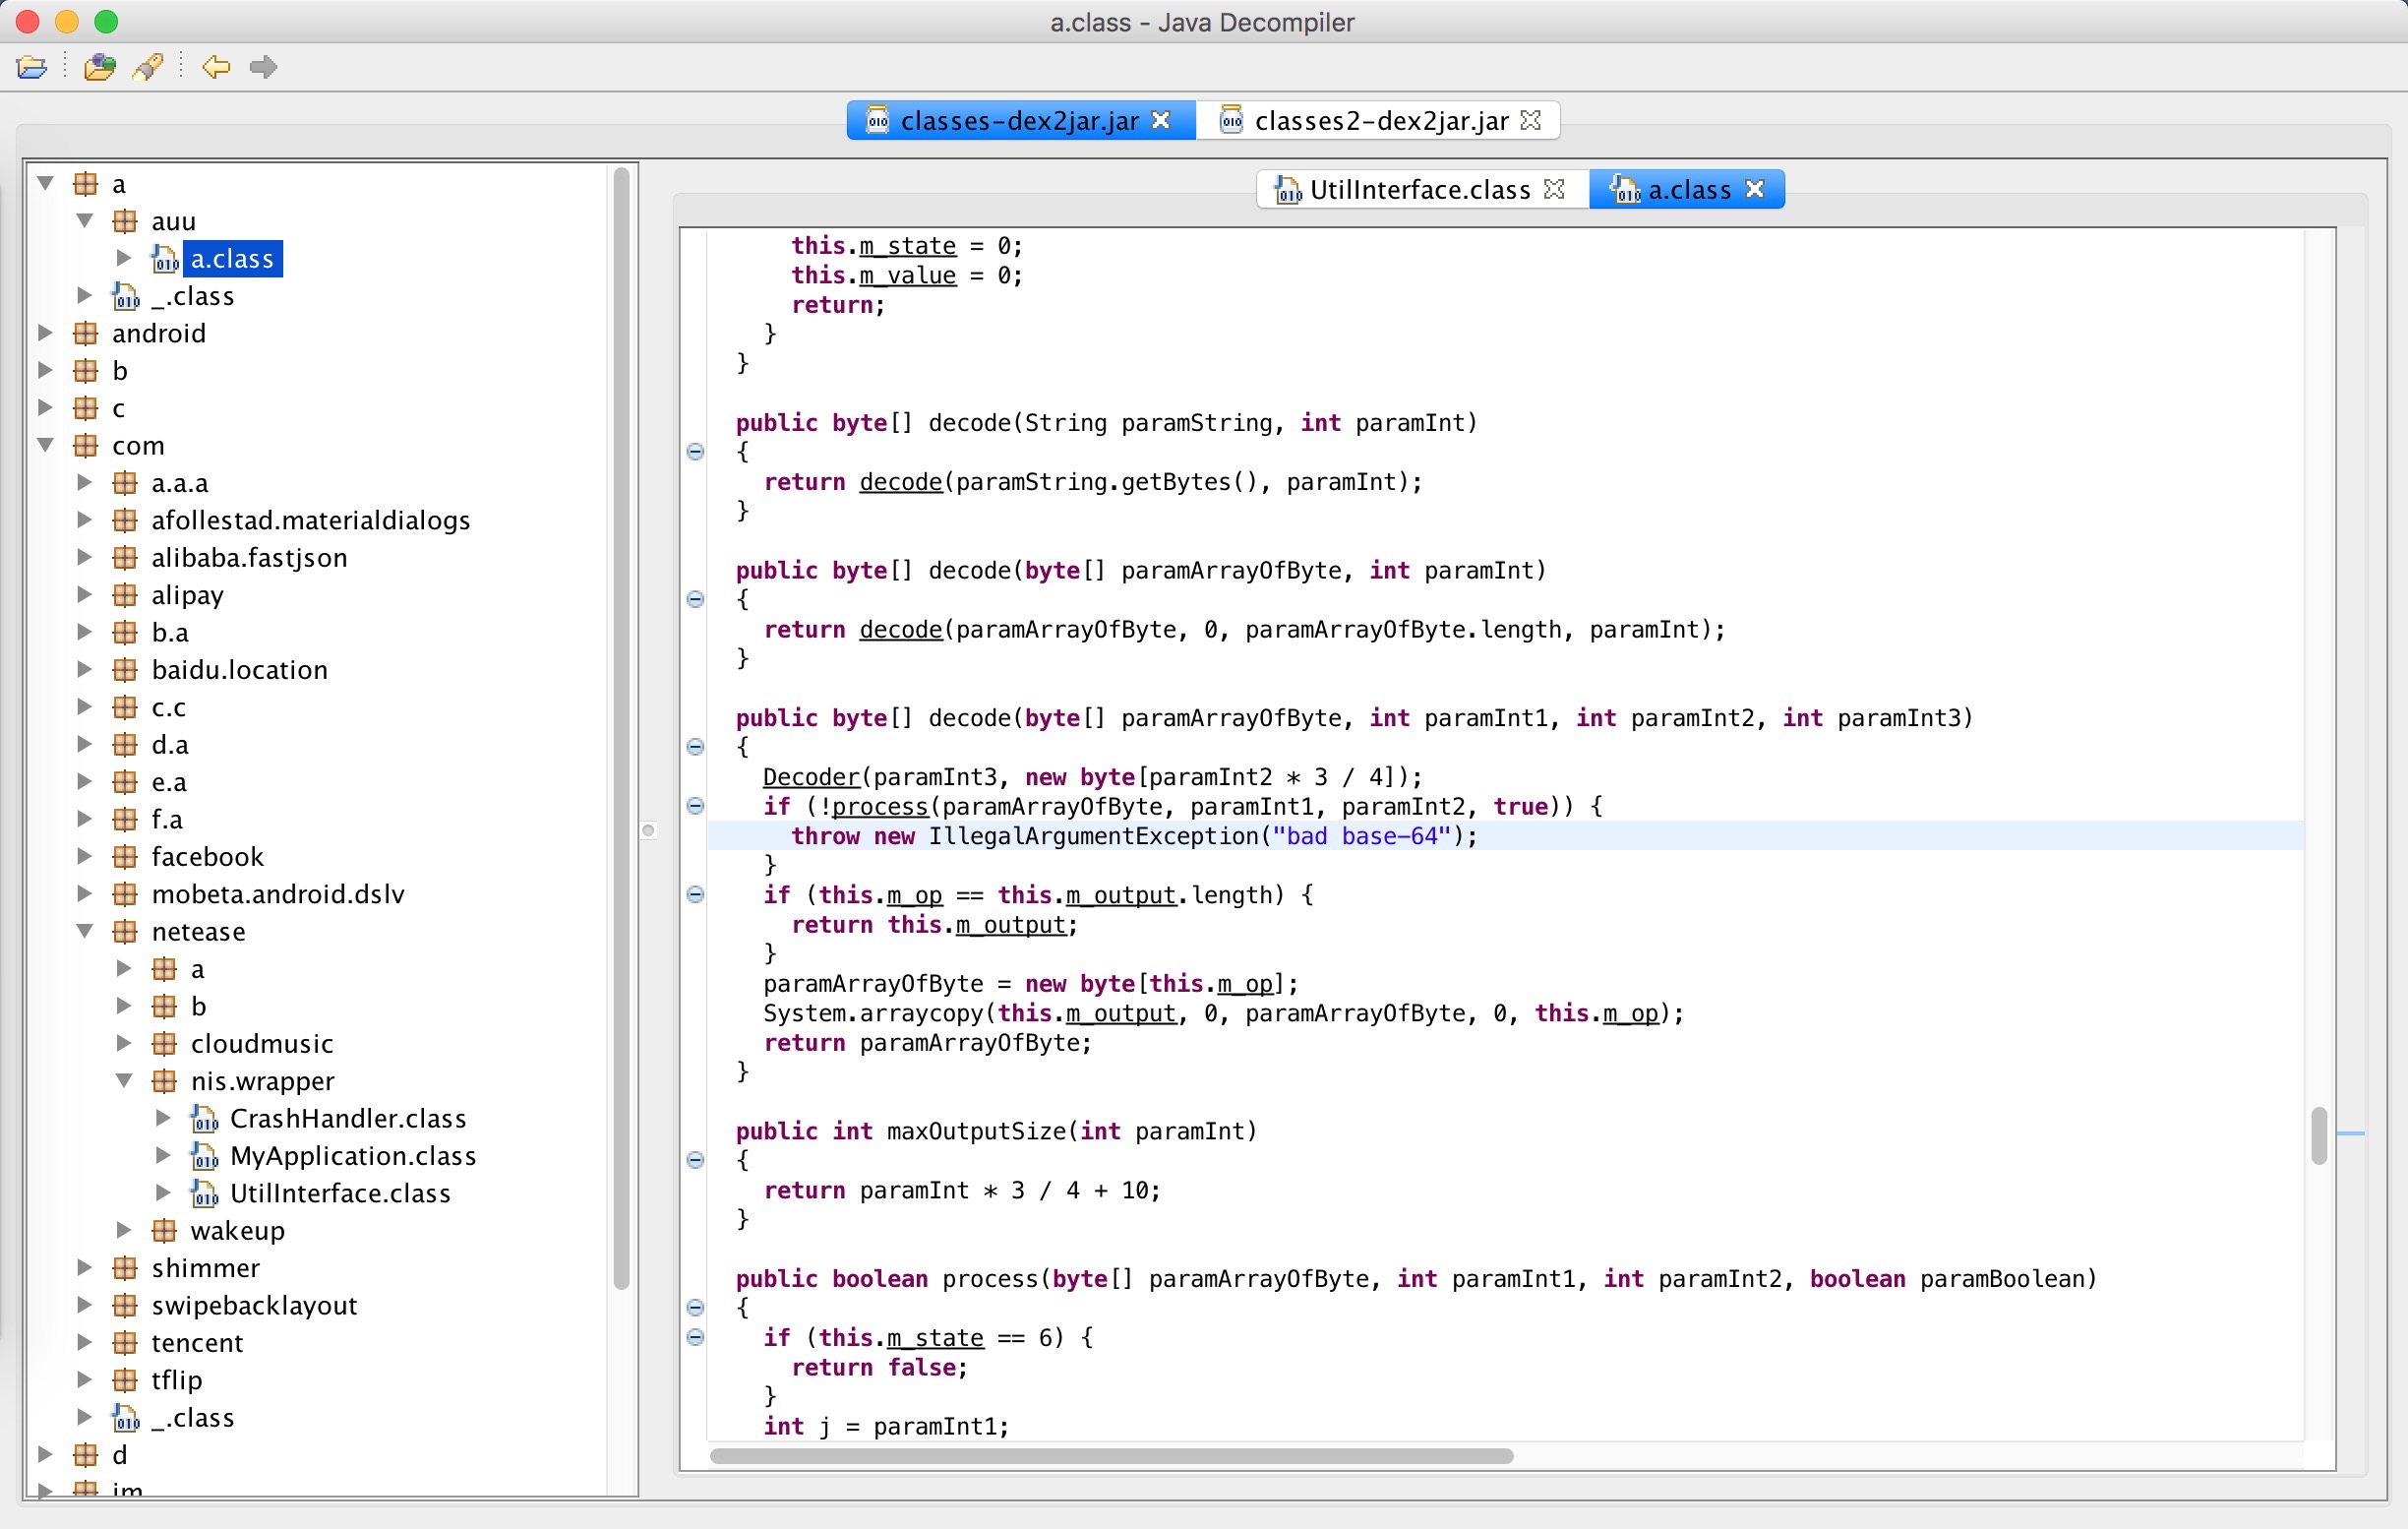 a.class - Java Decompiler
classes-dex2jar.jar
classes2-dex2jar.jar
a
auu
a.class
_.class
android
b
c
com
a.a.a
afollestad.materialdialogs
alibaba.fastjson
alipay
b.a
baidu.location
c.c
d.a
e.a
f.a
facebook
mobeta.android.dslv
netease
a
b
cloudmusic
nis.wrapper
CrashHandler.class
MyApplication.class
UtilInterface.class
wakeup
shimmer
swipebacklayout
tencent
tflip
_.class
d
im
UtilInterface.class
a.class
this.m_state = 0;
this.m_value = 0;
return;
}
}
public byte[] decode(String paramString, int paramInt)
{
return decode(paramString.getBytes(), paramInt);
}
public byte[] decode(byte[] paramArrayOfByte, int paramInt)
{
return decode(paramArrayOfByte, 0, paramArrayOfByte.length, paramInt);
}
public byte[] decode(byte[] paramArrayOfByte, int paramInt1, int paramInt2, int paramInt3)
{
Decoder(paramInt3, new byte[paramInt2 * 3 / 4]);
if (!process(paramArrayOfByte, paramInt1, paramInt2, true)) {
throw new IllegalArgumentException("bad base-64");
}
if (this.m_op == this.m_output.length) {
return this.m_output;
}
paramArrayOfByte = new byte[this.m_op];
System.arraycopy(this.m_output, 0, paramArrayOfByte, 0, this.m_op);
return paramArrayOfByte;
}
public int maxOutputSize(int paramInt)
{
return paramInt * 3 / 4 + 10;
}
public boolean process(byte[] paramArrayOfByte, int paramInt1, int paramInt2, boolean paramBoolean)
{
if (this.m_state == 6) {
return false;
}
int j = paramInt1;